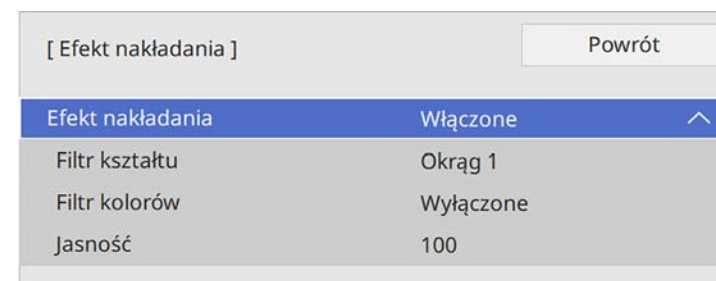 [ Efekt nakładania ] Powrót
Efekt nakładania Włączone
Filtr kształtu Okrąg 1
Filtr kolorów Wyłączone
Jasność 100